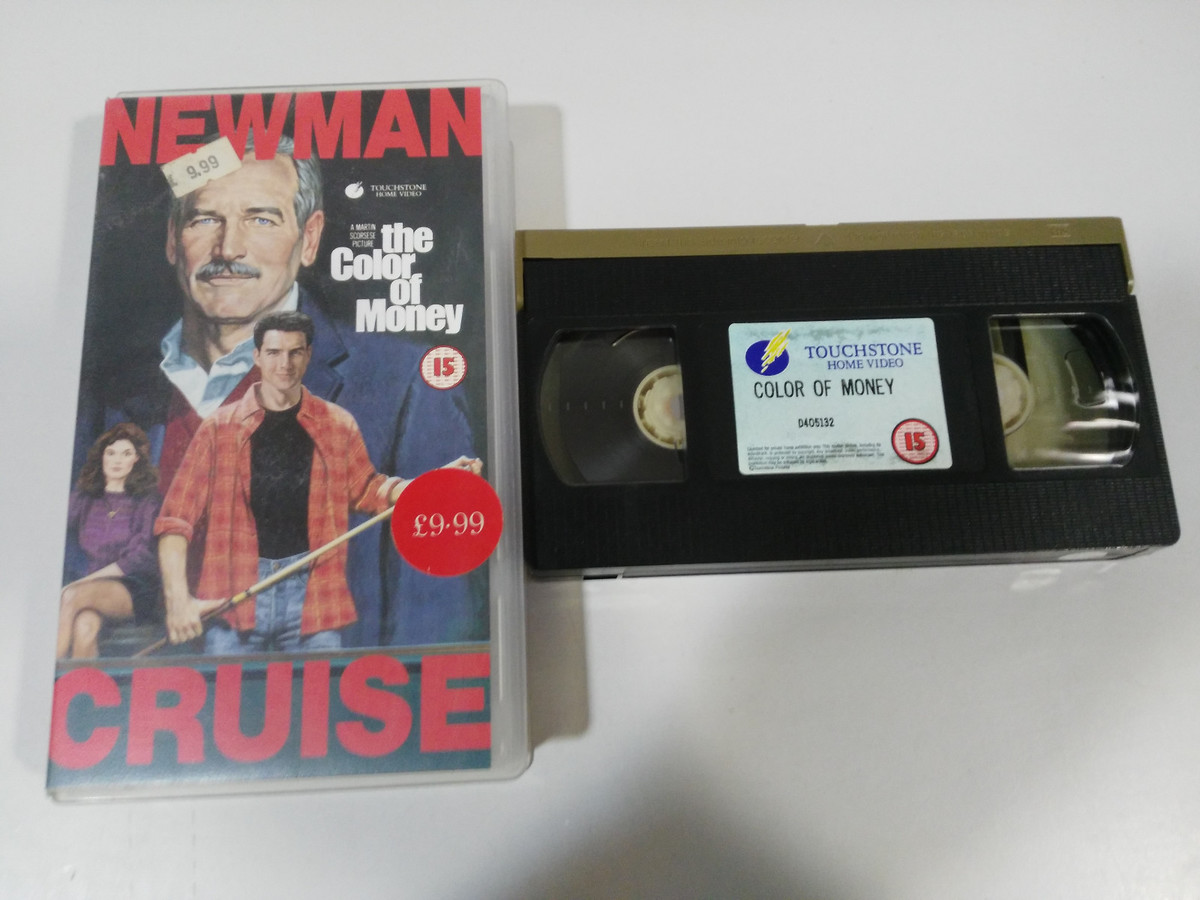 NEWMAN
£ 9.99
TOUCHSTONE
HOME VIDEO
A MARTIN
SCORSESE
PICTURE
the
Color
of
Money
15
£9·99
CRUISE
TOUCHSTONE
HOME VIDEO
COLOR OF MONEY
D405132
15